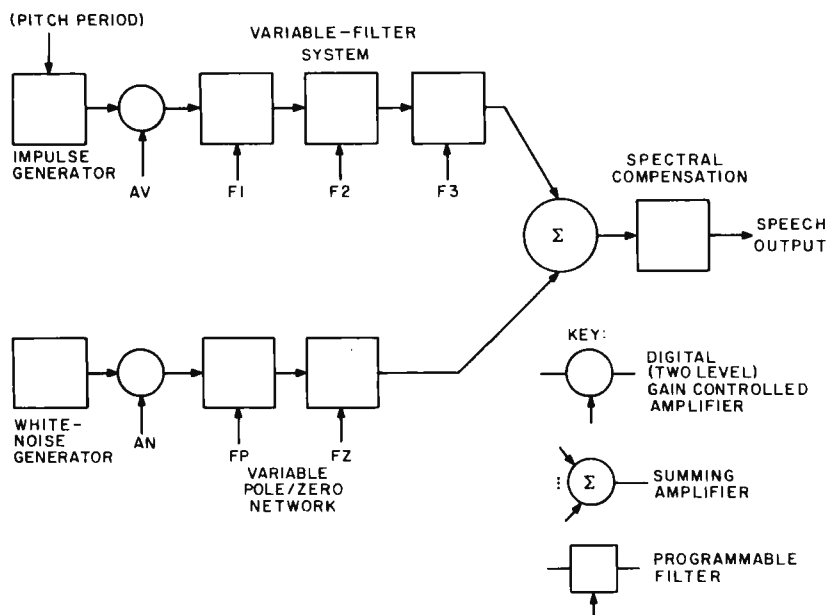 (PITCH PERIOD)
VARIABLE-FILTER
SYSTEM
IMPULSE
GENERATOR
AV
F1
F2
F3
SPECTRAL
COMPENSATION
Σ
SPEECH
OUTPUT
WHITE-
NOISE
GENERATOR
AN
FP
FZ
VARIABLE
POLE/ZERO
NETWORK
KEY:
DIGITAL
(TWO LEVEL)
GAIN CONTROLLED
AMPLIFIER
Σ
SUMMING
AMPLIFIER
PROGRAMMABLE
FILTER